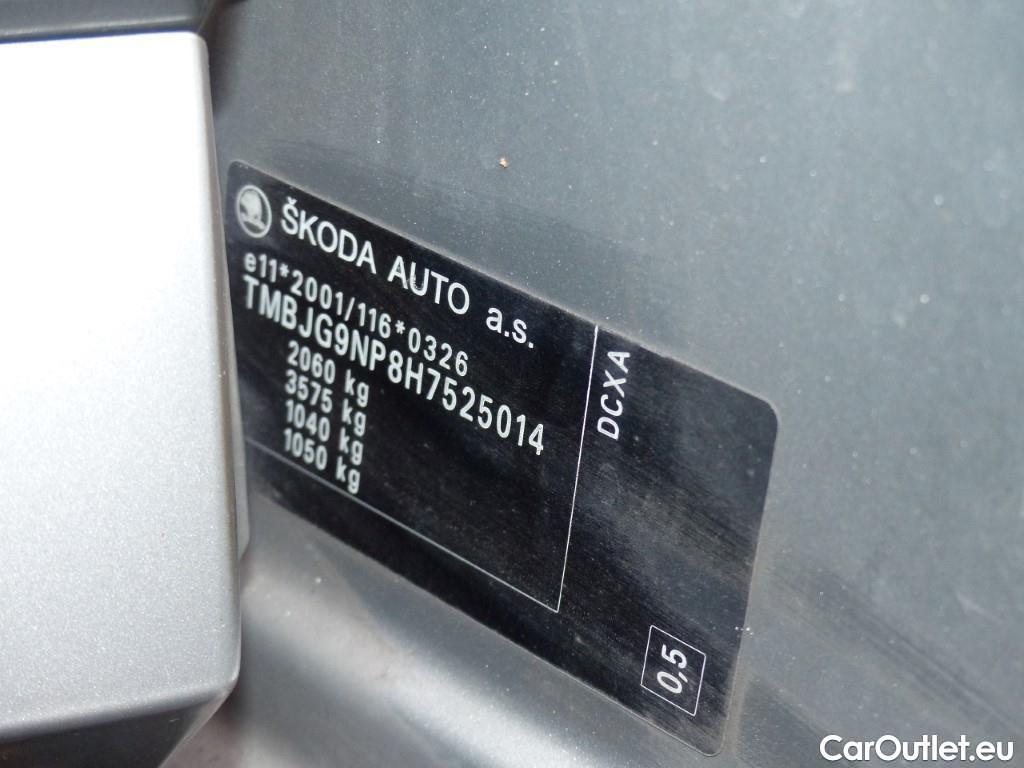 ŠKODA AUTO a.s.
e11*2001/116*0326
TMBJG9NP8H7525014
2060 kg
3575 kg
1040 kg
1050 kg
DCXA
0,5
CarOutlet.eu